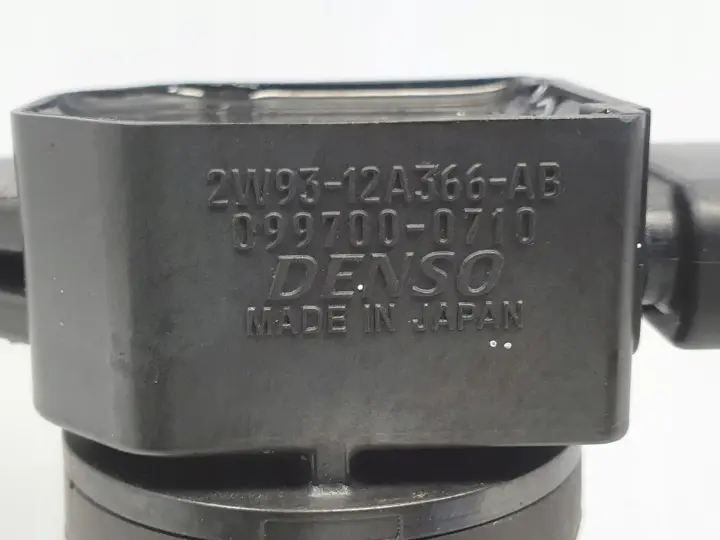 2W93-12A366-AB
099700-0710
DENSO
MADE IN JAPAN